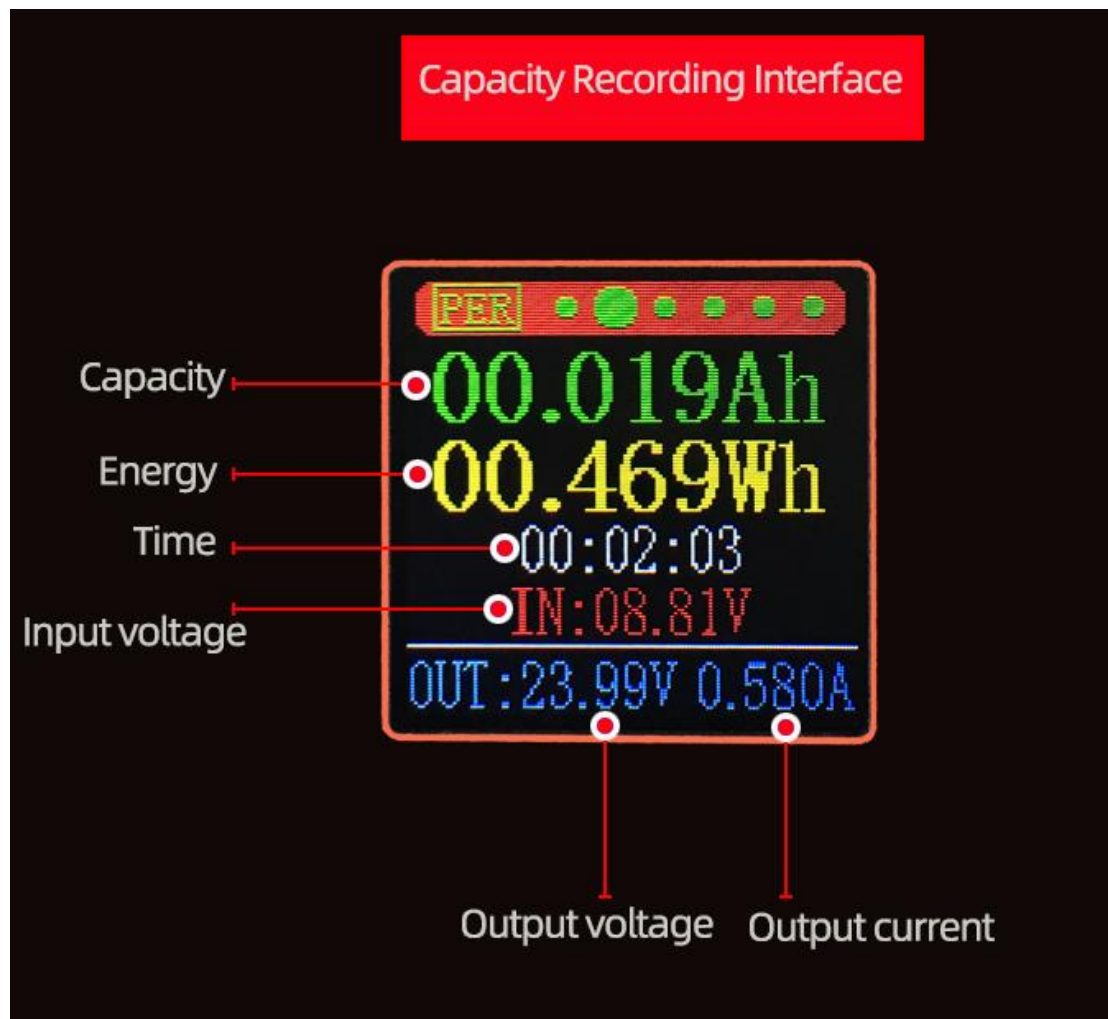 Capacity Recording Interface
PER
Capacity
00.019Ah
Energy
00.469Wh
Time
00:02:03
Input voltage
IN:08.81V
OUT:23.99V 0.580A
Output voltage
Output current